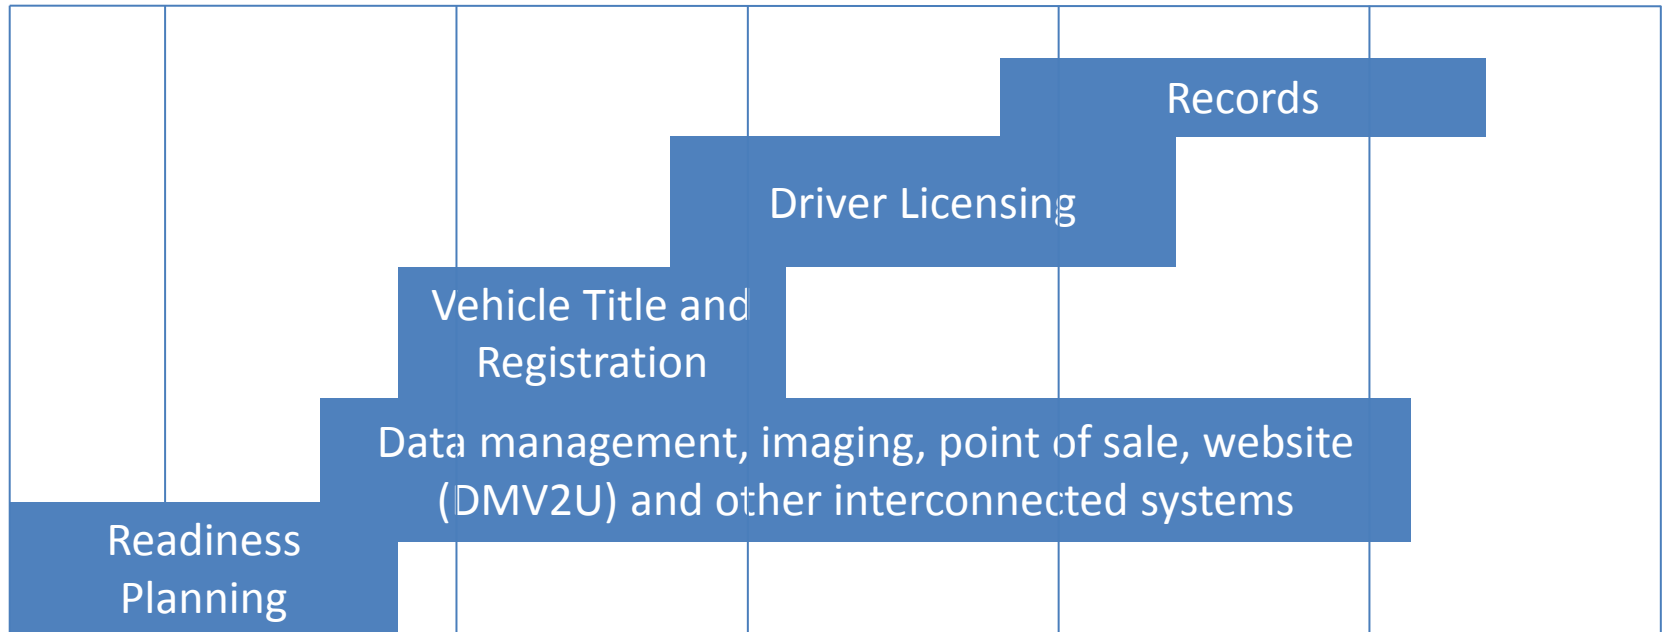 Records
Driver Licensing
Vehicle Title and
Registration
Data management, imaging, point of sale, website
(DMV2U) and other interconnected systems
Readiness
Planning